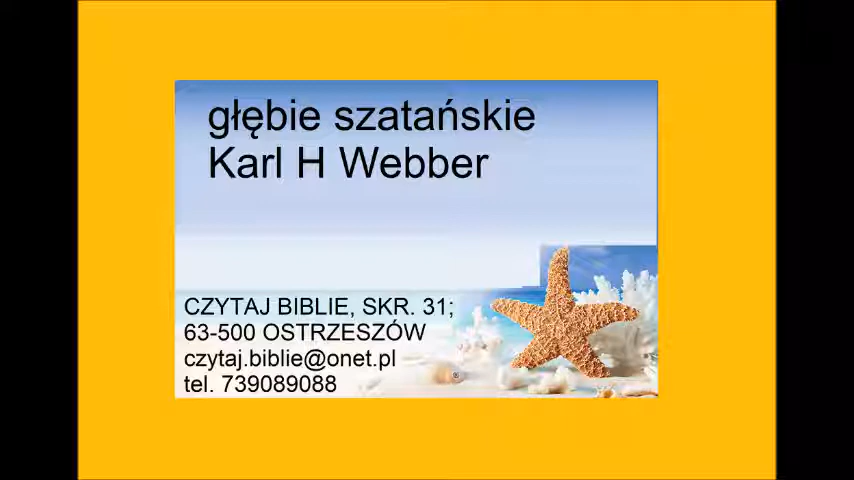 głębie szatańskie
Karl H Webber
CZYTAJ BIBLIE, SKR. 31;
63-500 OSTRZESZÓW
czytaj.biblie@onet.pl
tel. 739089088